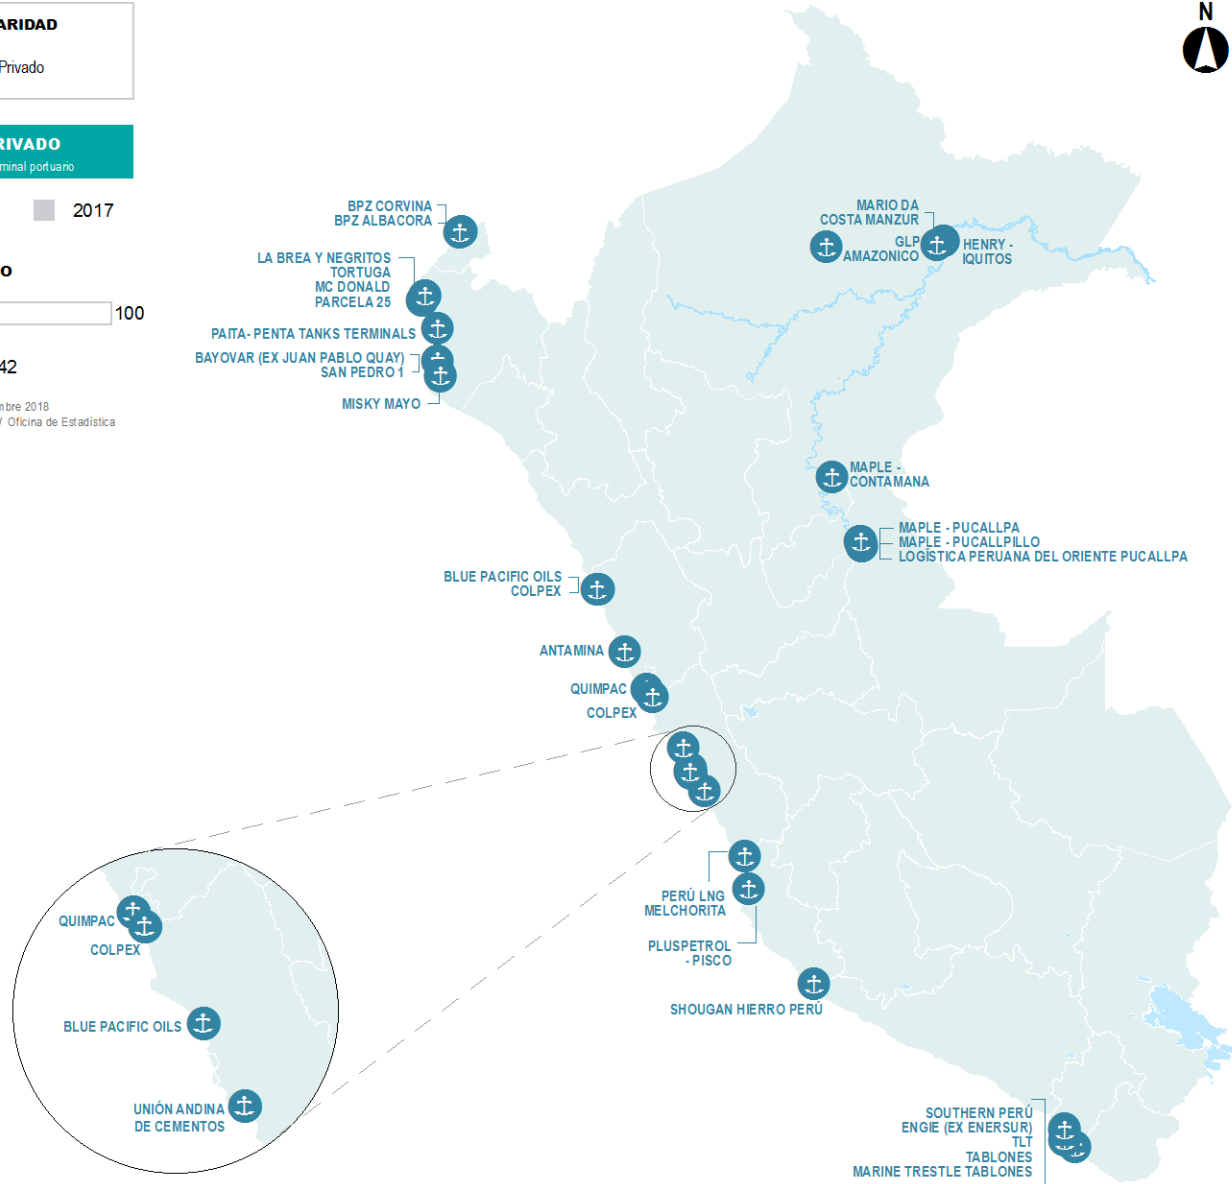 ARIDAD
Privado
RIVADO
minal portuario
2017
o
100
42
mbre 2018
/ Oficina de Estadística
N
BPZ CORVINA
BPZ ALBACORA
LA BREA Y NEGRITOS
TORTUGA
MC DONALD
PARCELA 25
PAITA- PENTA TANKS TERMINALS
BAYOVAR (EX JUAN PABLO QUAY)
SAN PEDRO 1
MISKY MAYO
MARIO DA
COSTA MANZUR
GLP
AMAZONICO
HENRY -
IQUITOS
MAPLE -
CONTAMANA
MAPLE - PUCALLPA
MAPLE - PUCALLPILLO
LOGÍSTICA PERUANA DEL ORIENTE PUCALLPA
BLUE PACIFIC OILS
COLPEX
ANTAMINA
QUIMPAC
COLPEX
PERÚ LNG
MELCHORITA
PLUSPETROL
- PISCO
SHOUGAN HIERRO PERÚ
QUIMPAC
COLPEX
BLUE PACIFIC OILS
UNIÓN ANDINA
DE CEMENTOS
SOUTHERN PERÚ
ENGIE (EX ENERSUR)
TLT
TABLONES
MARINE TRESTLE TABLONES